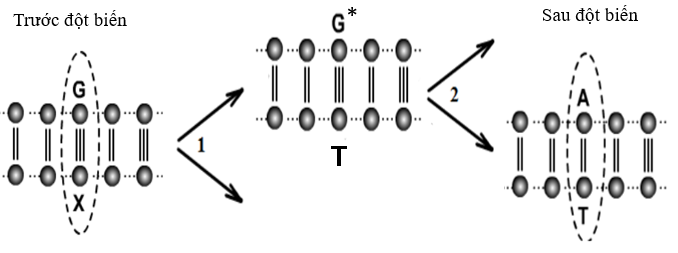 Trước đột biến
G*
Sau đột biến
G
X
1
T
2
A
T